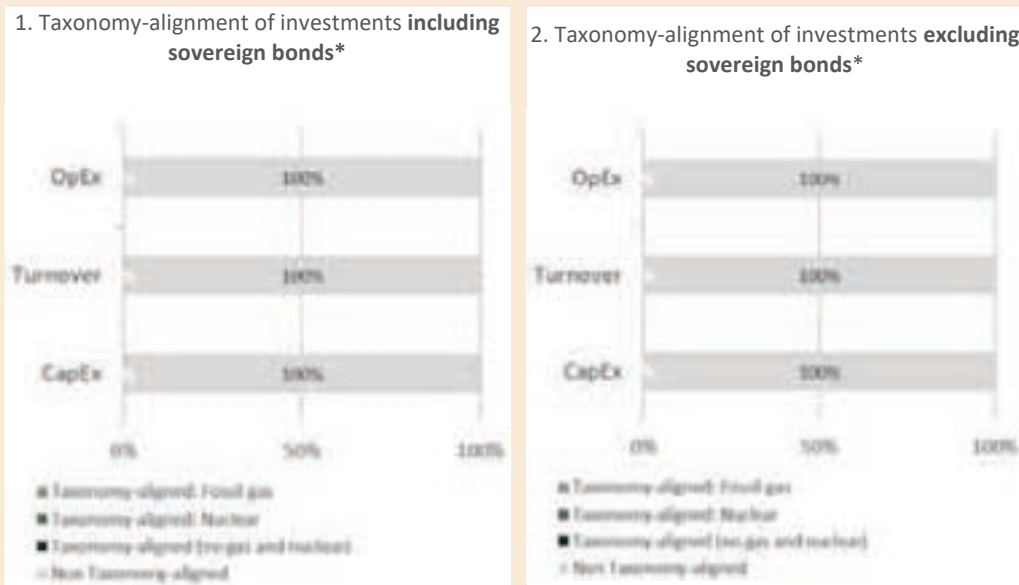 1. Taxonomy-alignment of investments including
sovereign bonds*
OpEx
100%
Turnover
100%
CapEx
100%
0%
50%
100%
Taxonomy-aligned: Fossil gas
Taxonomy-aligned: Nuclear
Taxonomy-aligned (no gas and nuclear)
Non Taxonomy-aligned
2. Taxonomy-alignment of investments excluding
sovereign bonds*
OpEx
100%
Turnover
100%
CapEx
100%
0%
50%
100%
Taxonomy-aligned: Fossil gas
Taxonomy-aligned: Nuclear
Taxonomy-aligned (no gas and nuclear)
Non Taxonomy-aligned